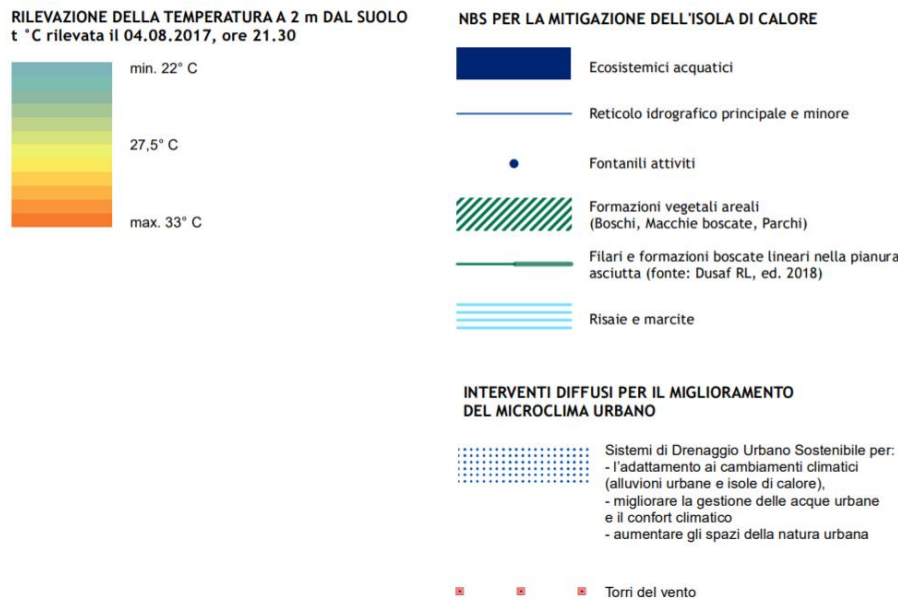 RILEVAZIONE DELLA TEMPERATURA A 2 m DAL SUOLO
t °C rilevata il 04.08.2017, ore 21.30
min. 22° C
27,5° C
max. 33° C
NBS PER LA MITIGAZIONE DELL'ISOLA DI CALORE
Ecosistemici acquatici
Reticolo idrografico principale e minore
Fontanili attiviti
Formazioni vegetali areali
(Boschi, Macchie boscate, Parchi)
Filari e formazioni boscate lineari nella pianura
asciutta (fonte: Dusaf RL, ed. 2018)
Risaie e marcite
INTERVENTI DIFFUSI PER IL MIGLIORAMENTO
DEL MICROCLIMA URBANO
Sistemi di Drenaggio Urbano Sostenibile per:
- l'adattamento ai cambiamenti climatici
(alluvioni urbane e isole di calore),
- migliorare la gestione delle acque urbane
e il confort climatico
- aumentare gli spazi della natura urbana
Torri del vento